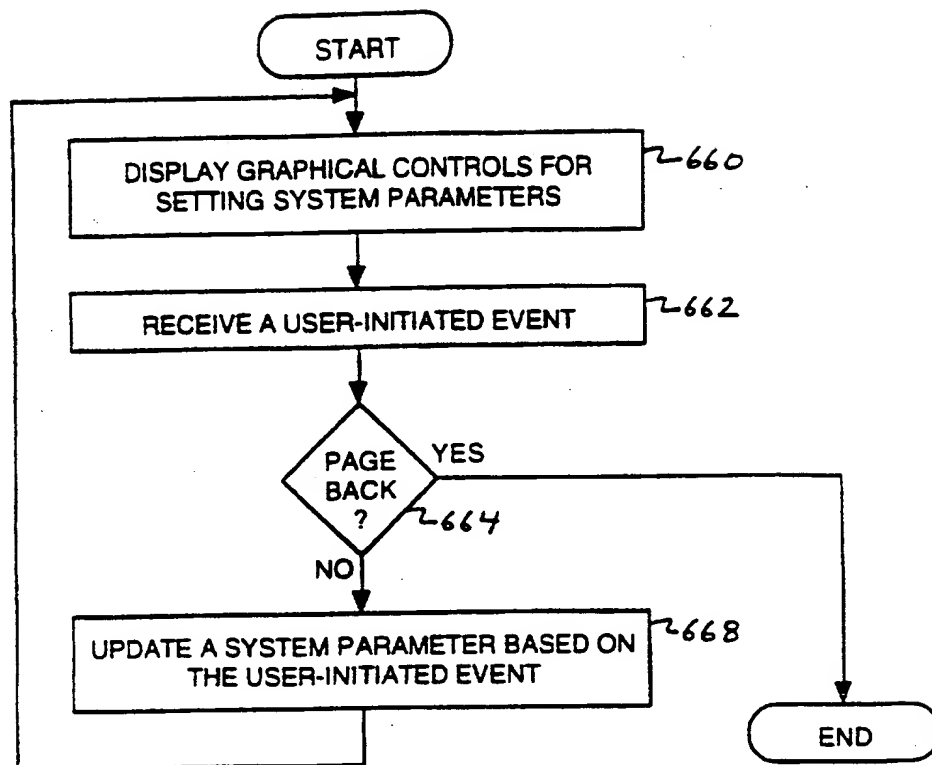 START
DISPLAY GRAPHICAL CONTROLS FOR
SETTING SYSTEM PARAMETERS
660
RECEIVE A USER-INITIATED EVENT
662
PAGE
BACK
?
YES
664
NO
UPDATE A SYSTEM PARAMETER BASED ON
THE USER-INITIATED EVENT
668
END